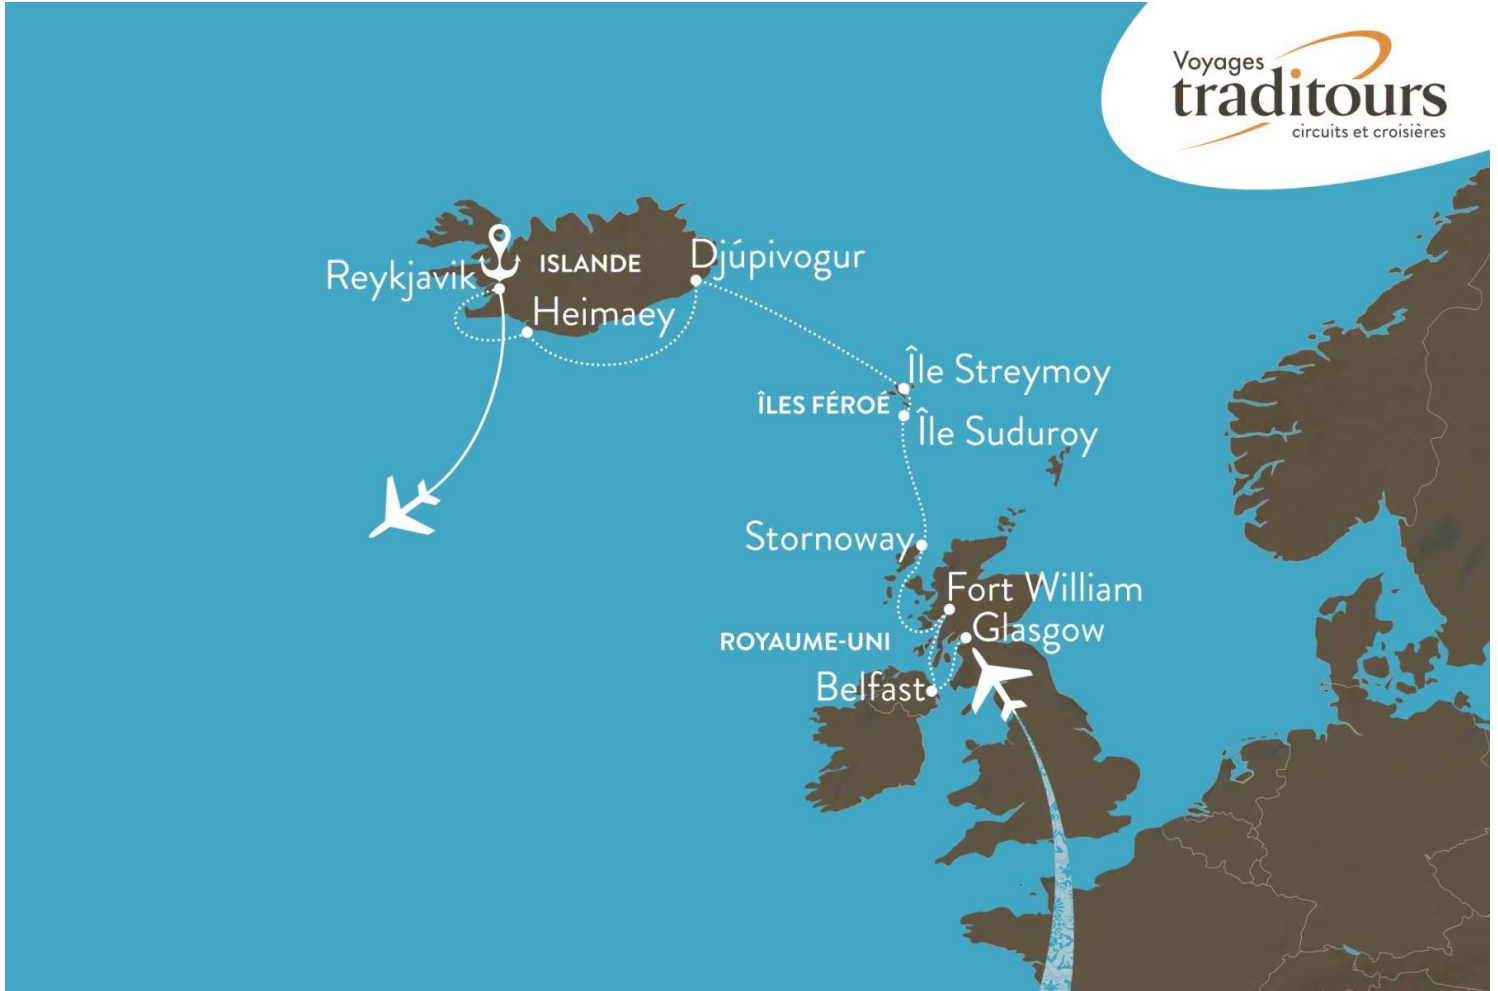 Voyages
traditours
circuits et croisières
Djúpivogur
ISLANDE
Reykjavik
Heimaey
Île Streymoy
ÎLES FÉROÉ
Île Suduroy
Stornoway
Fort William
Glasgow
ROYAUME-UNI
Belfast